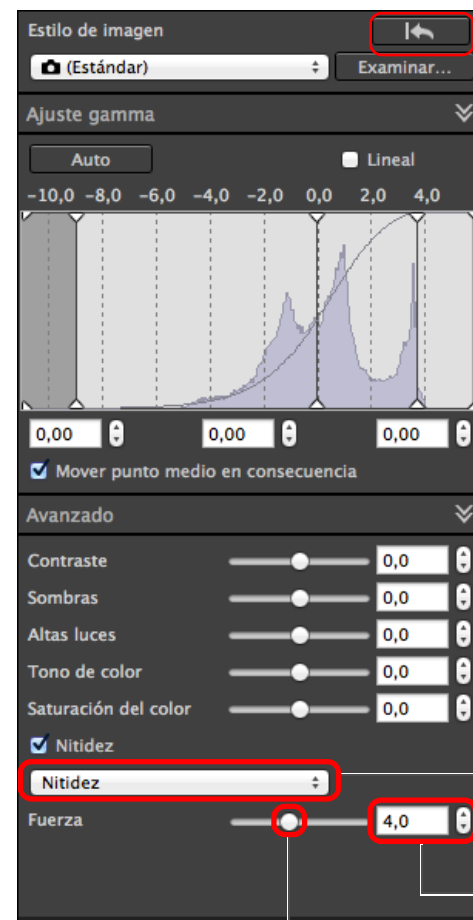 Estilo de imagen
(Estándar) Examinar...
Ajuste gamma
Auto Lineal
-10,0 -8,0 -6,0 -4,0 -2,0 0,0 2,0 4,0
0,00 0,00 0,00
Mover punto medio en consecuencia
Avanzado
Contraste 0,0
Sombras 0,0
Altas luces 0,0
Tono de color 0,0
Saturación del color 0,0
Nitidez
Nitidez
Fuerza 4,0